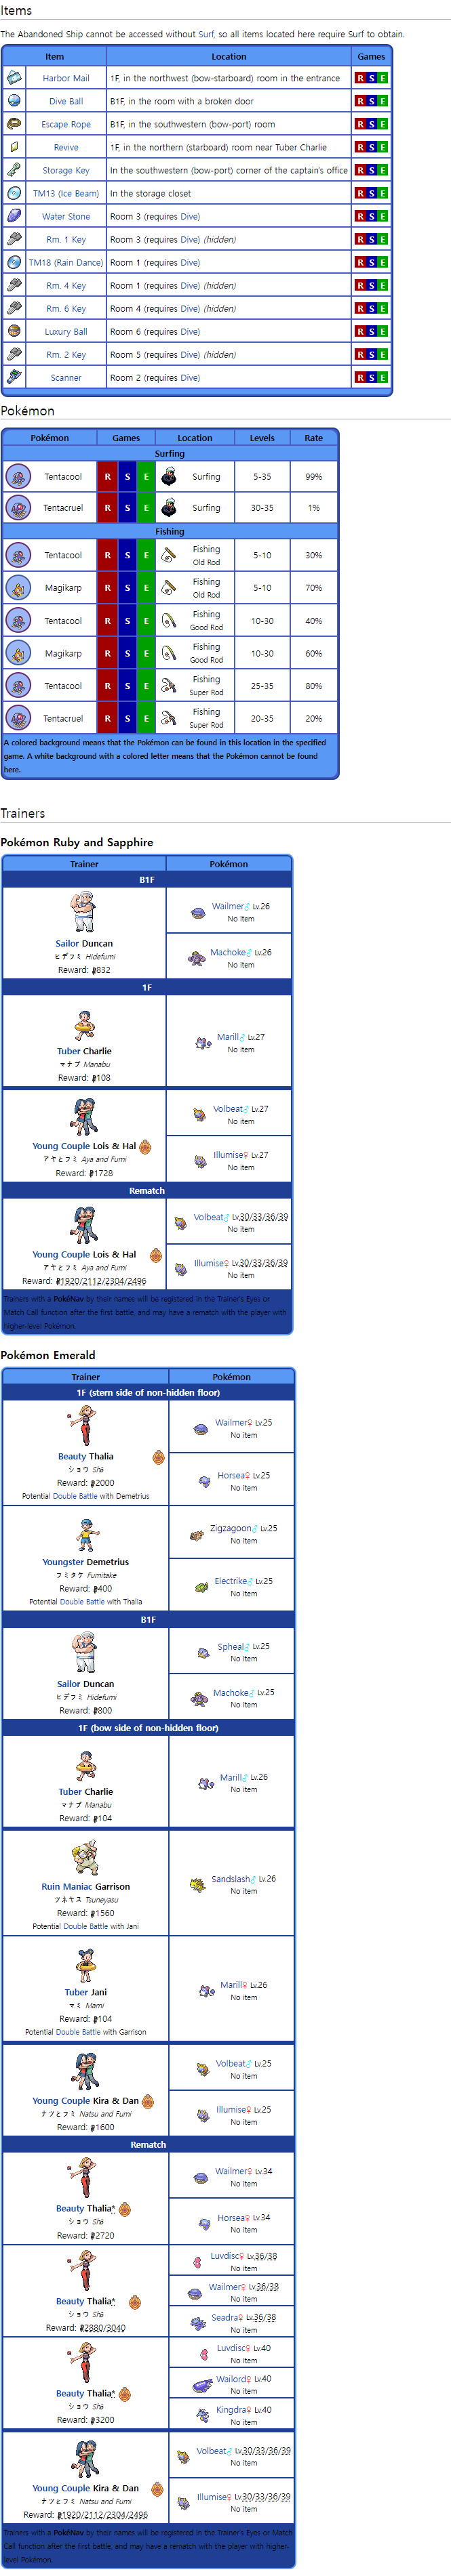 Items
The Abandoned Ship cannot be accessed without Surf, so all items located here require Surf to obtain.
Item Location Games
Harbor Mail 1F, in the northwest (bow-starboard) room in the entrance R S E
Dive Ball B1F, in the room with a broken door R S E
Escape Rope B1F, in the southwestern (bow-port) room R S E
Revive 1F, in the northern (starboard) room near Tuber Charlie R S E
Storage Key In the southwestern (bow-port) corner of the captain's office R S E
TM13 (Ice Beam) In the storage closet R S E
Water Stone Room 3 (requires Dive) R S E
Rm. 1 Key Room 3 (requires Dive) (hidden) R S E
TM18 (Rain Dance) Room 1 (requires Dive) R S E
Rm. 4 Key Room 1 (requires Dive) (hidden) R S E
Rm. 6 Key Room 4 (requires Dive) (hidden) R S E
Luxury Ball Room 6 (requires Dive) R S E
Rm. 2 Key Room 5 (requires Dive) (hidden) R S E
Scanner Room 2 (requires Dive) R S E
Pokémon
Pokémon Games Location Levels Rate
Surfing
Tentacool R S E Surfing 5-35 99%
Tentacruel R S E Surfing 30-35 1%
Fishing
Tentacool R S E Fishing Old Rod 5-10 30%
Magikarp R S E Fishing Old Rod 5-10 70%
Tentacool R S E Fishing Good Rod 10-30 40%
Magikarp R S E Fishing Good Rod 10-30 60%
Tentacool R S E Fishing Super Rod 25-35 80%
Tentacruel R S E Fishing Super Rod 20-35 20%
A colored background means that the Pokémon can be found in this location in the specified
game. A white background with a colored letter means that the Pokémon cannot be found
here.
Trainers
Pokémon Ruby and Sapphire
Trainer Pokémon
B1F
Sailor Duncan
ヒデフミ Hidefumi
Reward: 832
Wailmer♂ Lv.26
No item
Machoke♂ Lv.26
No item
1F
Tuber Charlie
マナブ Manabu
Reward: 108
Marill♂ Lv.27
No item
Young Couple Lois & Hal
アヤとフミ Aya and Fumi
Reward: 1728
Volbeat♂ Lv.27
No item
Illumise♀ Lv.27
No item
Rematch
Young Couple Lois & Hal
アヤとフミ Aya and Fumi
Reward: 1920/2112/2304/2496
Volbeat♂ Lv.30/33/36/39
No item
Illumise♀ Lv.30/33/36/39
No item
Trainers with a PokéNav by their names will be registered in the Trainer's Eyes or
Match Call function after the first battle, and may have a rematch with the player with
higher-level Pokémon.
Pokémon Emerald
Trainer Pokémon
1F (stern side of non-hidden floor)
Beauty Thalia
ショウ Shō
Reward: 2000
Potential Double Battle with Demetrius
Wailmer♀ Lv.25
No item
Horsea♀ Lv.25
No item
Youngster Demetrius
フミタケ Fumitake
Reward: 400
Potential Double Battle with Thalia
Zigzagoon♂ Lv.25
No item
Electrike♂ Lv.25
No item
B1F
Sailor Duncan
ヒデフミ Hidefumi
Reward: 800
Spheal♂ Lv.25
No item
Machoke♂ Lv.25
No item
1F (bow side of non-hidden floor)
Tuber Charlie
マナブ Manabu
Reward: 104
Marill♂ Lv.26
No item
Ruin Maniac Garrison
ツネヤス Tsuneyasu
Reward: 1560
Potential Double Battle with Jani
Sandslash♂ Lv.26
No item
Tuber Jani
マミ Mami
Reward: 104
Potential Double Battle with Garrison
Marill♀ Lv.26
No item
Young Couple Kira & Dan
ナツとフミ Natsu and Fumi
Reward: 1600
Volbeat♂ Lv.25
No item
Illumise♀ Lv.25
No item
Rematch
Beauty Thalia*
ショウ Shō
Reward: 2720
Wailmer♀ Lv.34
No item
Horsea♀ Lv.34
No item
Beauty Thalia*
ショウ Shō
Reward: 2880/3040
Luvdisc♀ Lv.36/38
No item
Wailmer♀ Lv.36/38
No item
Seadra♀ Lv.36/38
No item
Beauty Thalia*
ショウ Shō
Reward: 3200
Luvdisc♀ Lv.40
No item
Wailord♀ Lv.40
No item
Kingdra♀ Lv.40
No item
Young Couple Kira & Dan
ナツとフミ Natsu and Fumi
Reward: 1920/2112/2304/2496
Volbeat♂ Lv.30/33/36/39
No item
Illumise♀ Lv.30/33/36/39
No item
Trainers with a PokéNav by their names will be registered in the Trainer's Eyes or Match
Call function after the first battle, and may have a rematch with the player with higher-
level Pokémon.